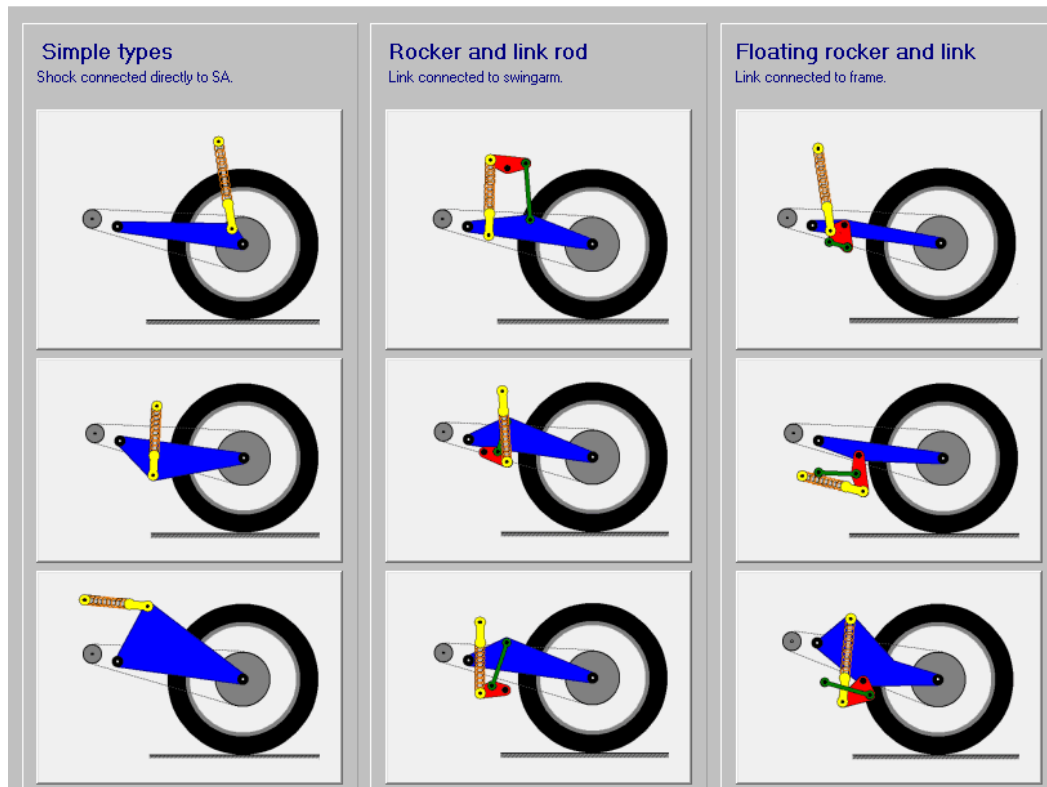 Simple types
Shock connected directly to SA.
Rocker and link rod
Link connected to swingarm.
Floating rocker and link
Link connected to frame.